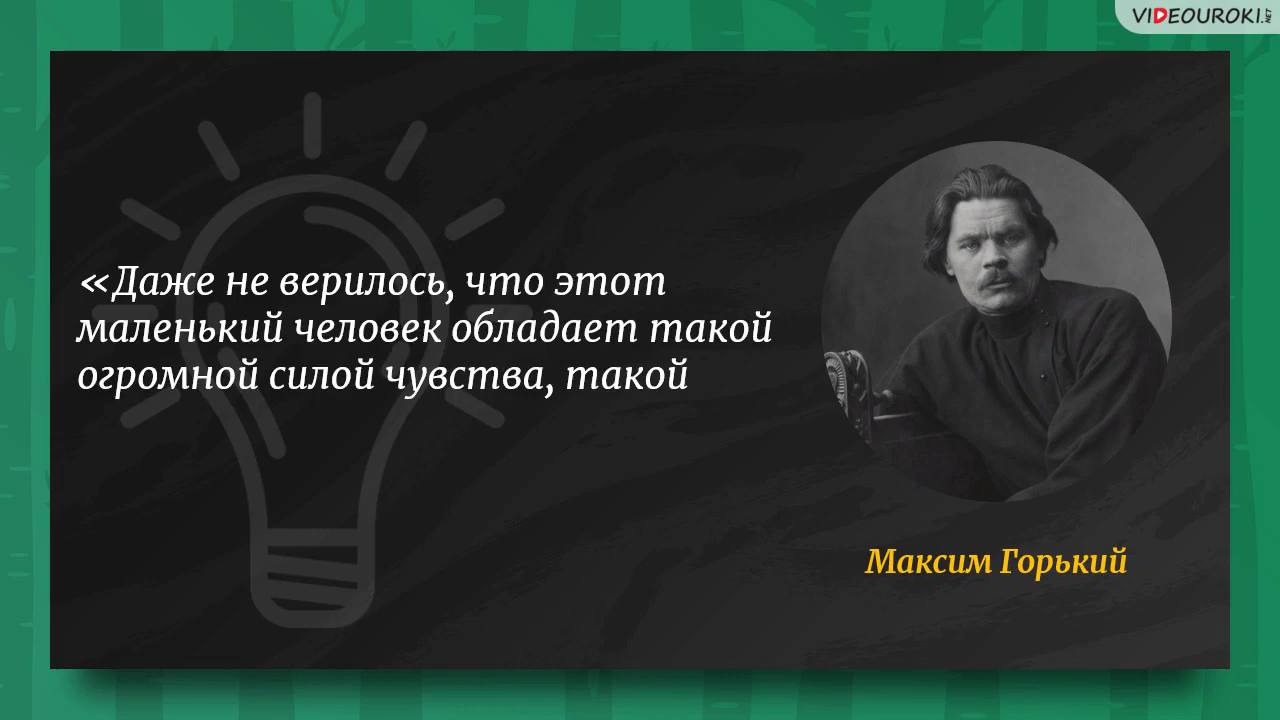 VIDEOUROKI.NET
«Даже не верилось, что этот
маленький человек обладает такой
огромной силой чувства, такой
Максим Горький